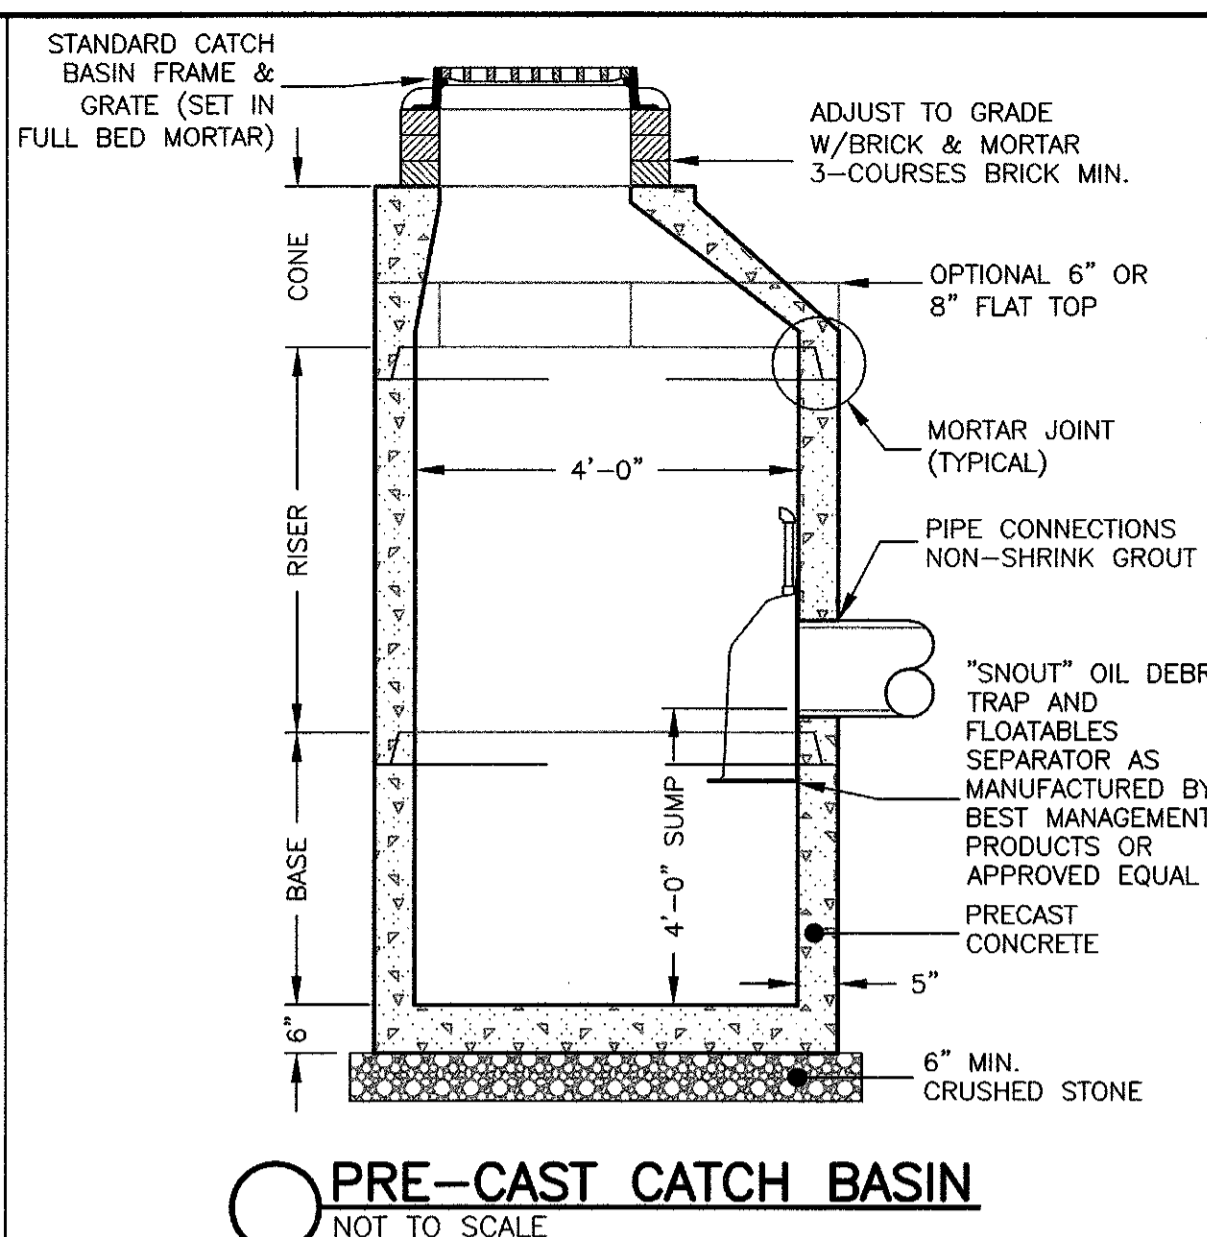 STANDARD CATCH
BASIN FRAME &
GRATE (SET IN
FULL BED MORTAR)
ADJUST TO GRADE
W/BRICK & MORTAR
3-COURSES BRICK MIN.
CONE
OPTIONAL 6" OR
8" FLAT TOP
MORTAR JOINT
(TYPICAL)
4'-0"
RISER
PIPE CONNECTIONS
NON-SHRINK GROUT
"SNOUT" OIL DEBR
TRAP AND
FLOATABLES
SEPARATOR AS
MANUFACTURED BY
BEST MANAGEMENT
PRODUCTS OR
APPROVED EQUAL
4'-0" SUMP
BASE
PRECAST
CONCRETE
5"
6"
6" MIN.
CRUSHED STONE
PRE-CAST CATCH BASIN
NOT TO SCALE